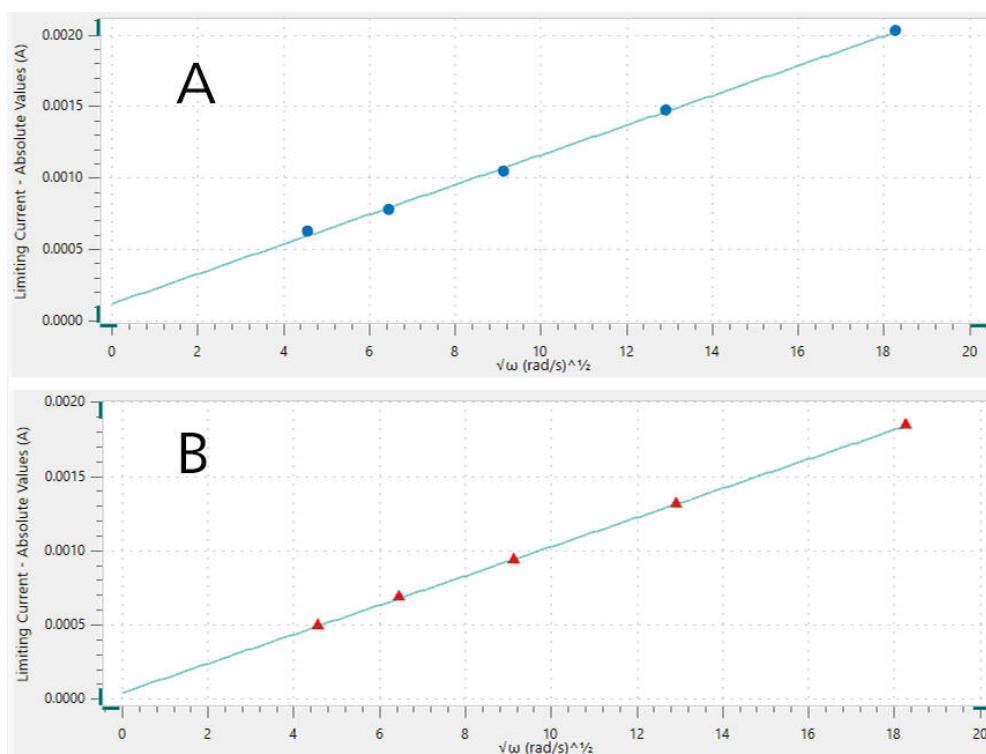 A
Limiting Current - Absolute Values (A)
0.0020
0.0015
0.0010
0.0005
0.0000
0 2 4 6 8 10 12 14 16 18 20
√ω (rad/s)^½
B
Limiting Current - Absolute Values (A)
0.0020
0.0015
0.0010
0.0005
0.0000
0 2 4 6 8 10 12 14 16 18 20
√ω (rad/s)^½